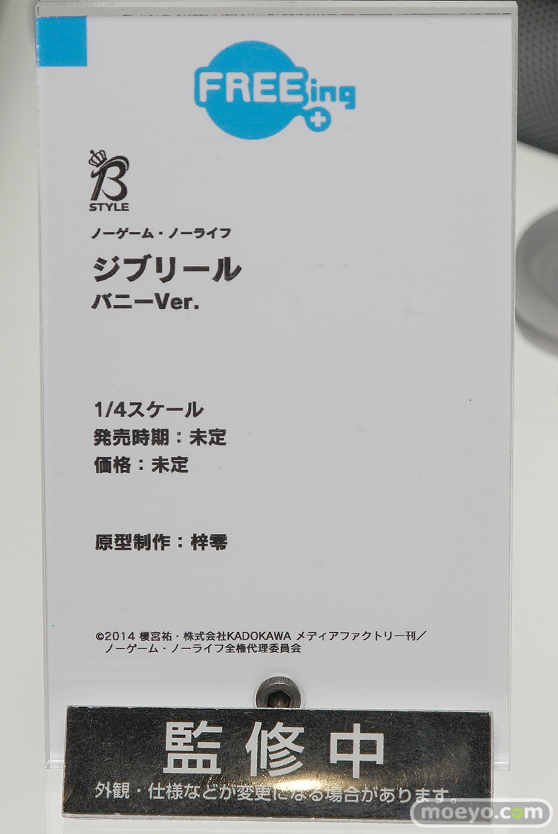 FREEing
B
STYLE
ノーゲーム・ノーライフ
ジブリール
バニーVer.
1/4スケール
発売時期：未定
価格：未定
原型制作：梓零
©2014 榎宮祐・株式会社KADOKAWA メディアファクトリー刊／
ノーゲーム・ノーライフ全権代理委員会
監修中
外観・仕様などが変更になる場合があります。
moeyo.com